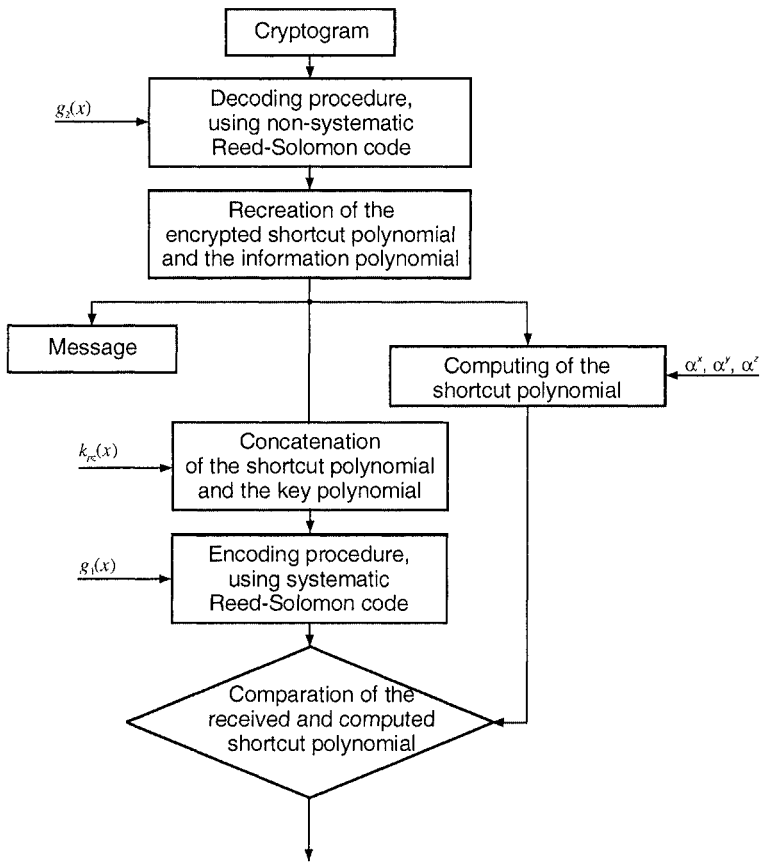 Cryptogram
g₂(x)
Decoding procedure,
using non-systematic
Reed-Solomon code
Recreation of the
encrypted shortcut polynomial
and the information polynomial
Message
Computing of the
shortcut polynomial
αˣ, αʸ, αᶻ
Concatenation
of the shortcut polynomial
and the key polynomial
g₁(x)
Encoding procedure,
using systematic
Reed-Solomon code
Comparation of the
received and computed
shortcut polynomial